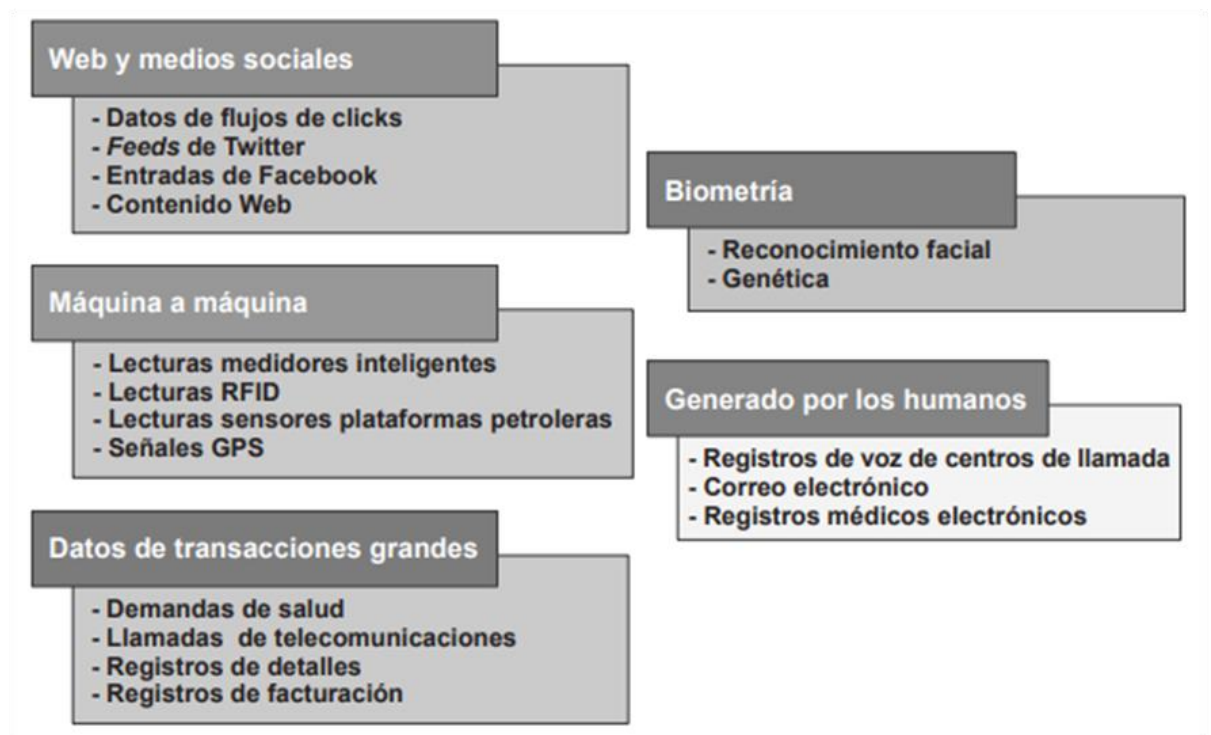 Web y medios sociales
- Datos de flujos de clicks
- Feeds de Twitter
- Entradas de Facebook
- Contenido Web
Máquina a máquina
- Lecturas medidores inteligentes
- Lecturas RFID
- Lecturas sensores plataformas petroleras
- Señales GPS
Datos de transacciones grandes
- Demandas de salud
- Llamadas de telecomunicaciones
- Registros de detalles
- Registros de facturación
Biometría
- Reconocimiento facial
- Genética
Generado por los humanos
- Registros de voz de centros de llamada
- Correo electrónico
- Registros médicos electrónicos